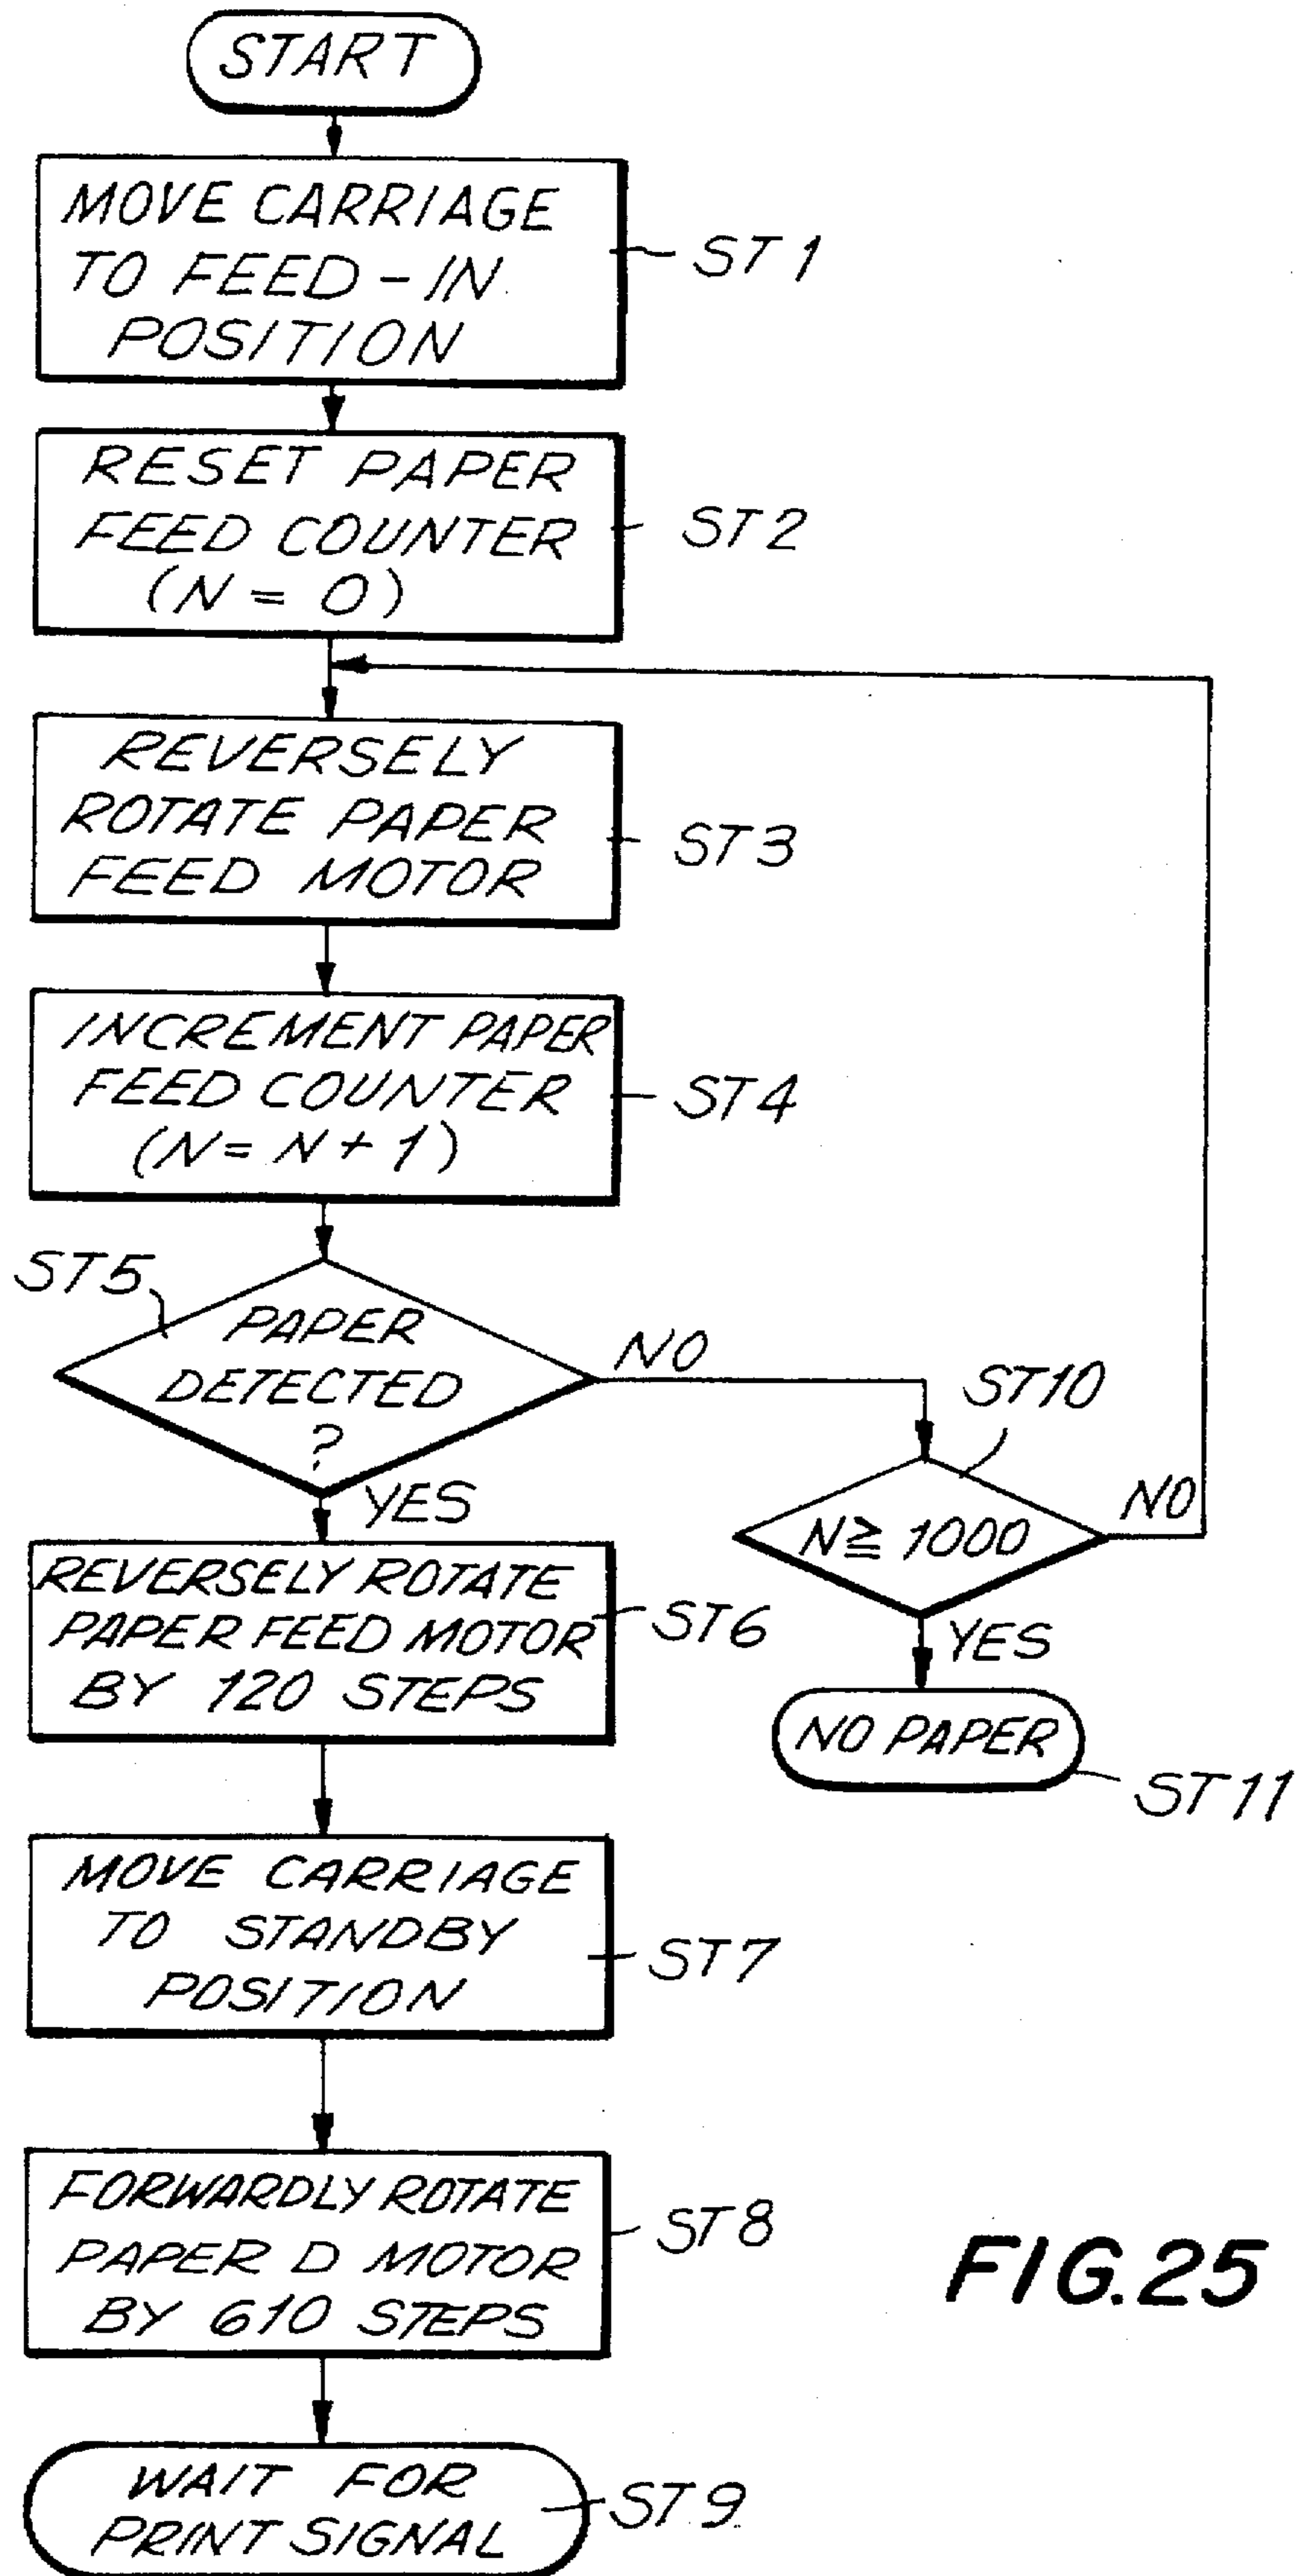 START
MOVE CARRIAGE
TO FEED-IN
POSITION
ST1
RESET PAPER
FEED COUNTER
(N = 0)
ST2
REVERSELY
ROTATE PAPER
FEED MOTOR
ST3
INCREMENT PAPER
FEED COUNTER
(N = N + 1)
ST4
ST5
PAPER
DETECTED
?
NO
YES
ST10
N ≧ 1000
NO
YES
NO PAPER
ST11
REVERSELY ROTATE
PAPER FEED MOTOR
BY 120 STEPS
ST6
MOVE CARRIAGE
TO STANDBY
POSITION
ST7
FORWARDLY ROTATE
PAPER D MOTOR
BY 610 STEPS
ST8
WAIT FOR
PRINT SIGNAL
ST9
FIG.25